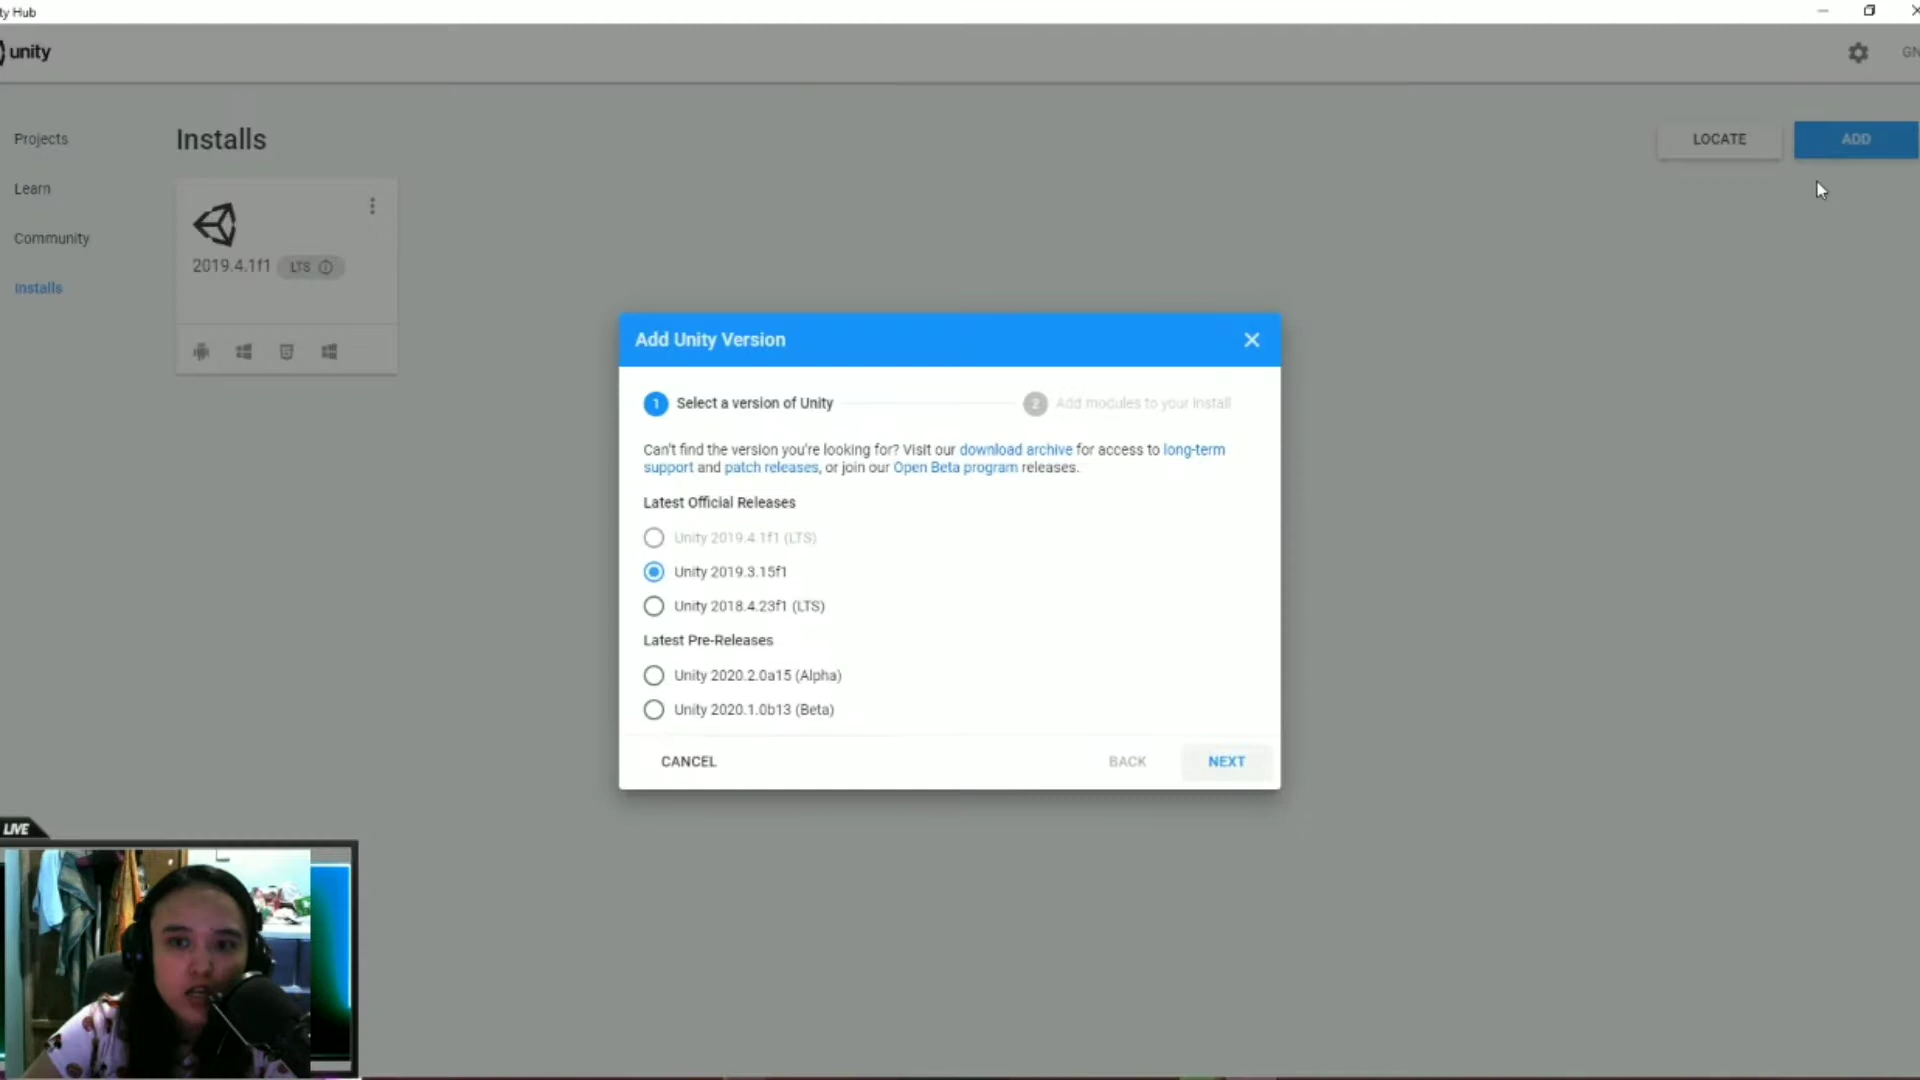 ty Hub
unity
GN
Projects
Installs
LOCATE
ADD
Learn
Community
2019.4.1f1 LTS
Installs
Add Unity Version
1 Select a version of Unity
2 Add modules to your install
Can't find the version you're looking for? Visit our download archive for access to long-term
support and patch releases, or join our Open Beta program releases.
Latest Official Releases
Unity 2019.4.1f1 (LTS)
Unity 2019.3.15f1
Unity 2018.4.23f1 (LTS)
Latest Pre-Releases
Unity 2020.2.0a15 (Alpha)
Unity 2020.1.0b13 (Beta)
CANCEL
BACK
NEXT
LIVE